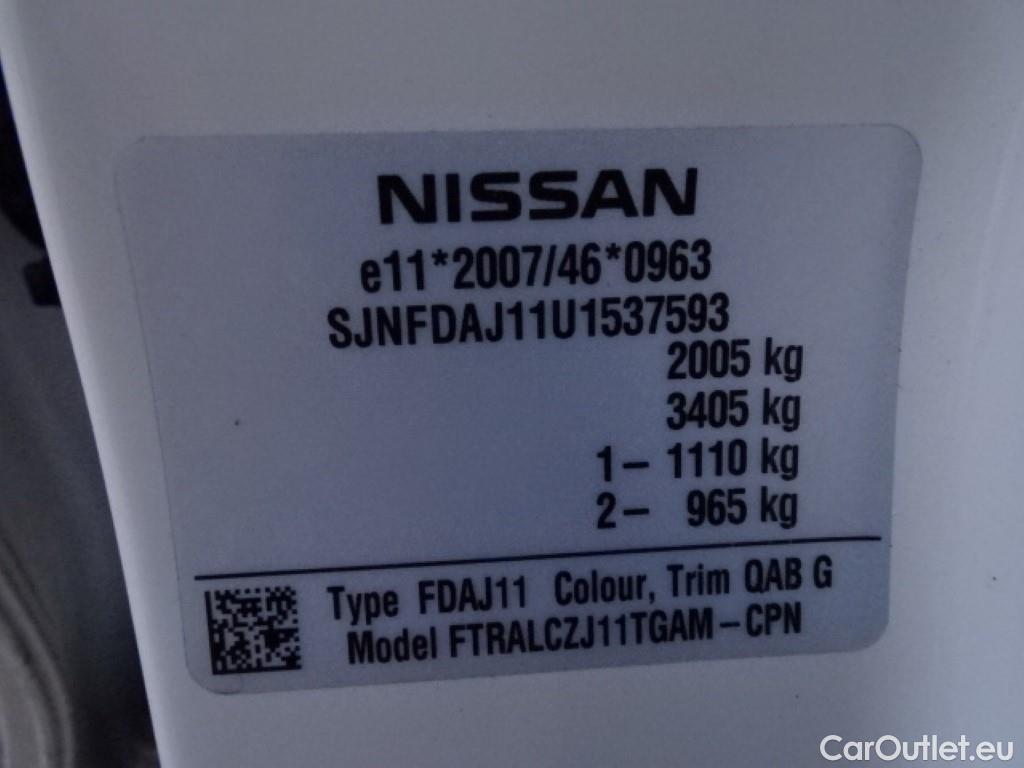 NISSAN
e11*2007/46*0963
SJNFDAJ11U1537593
2005 kg
3405 kg
1– 1110 kg
2– 965 kg
Type FDAJ11 Colour, Trim QAB G
Model FTRALCZJ11TGAM–CPN
CarOutlet.eu